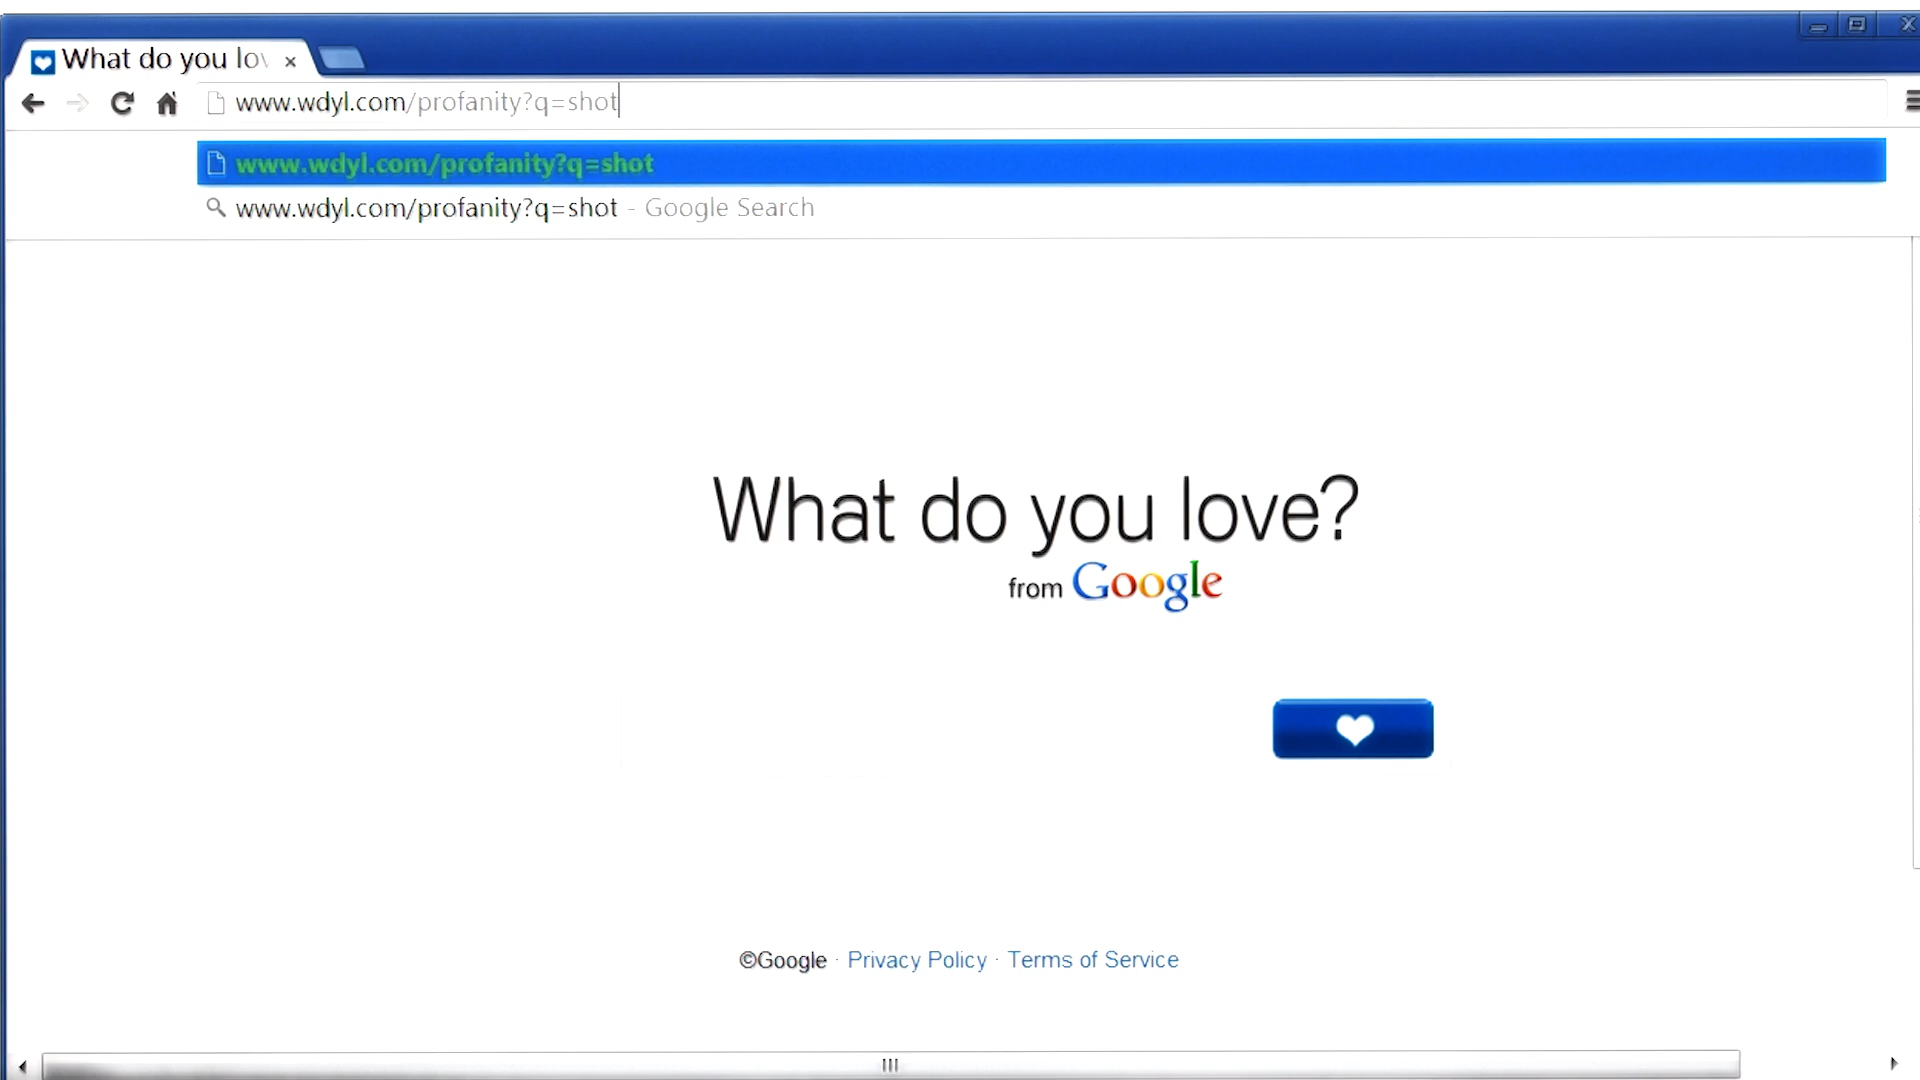 What do you lov
www.wdyl.com/profanity?q=shot
www.wdyl.com/profanity?q=shot
www.wdyl.com/profanity?q=shot - Google Search
What do you love?
from Google
©Google · Privacy Policy · Terms of Service